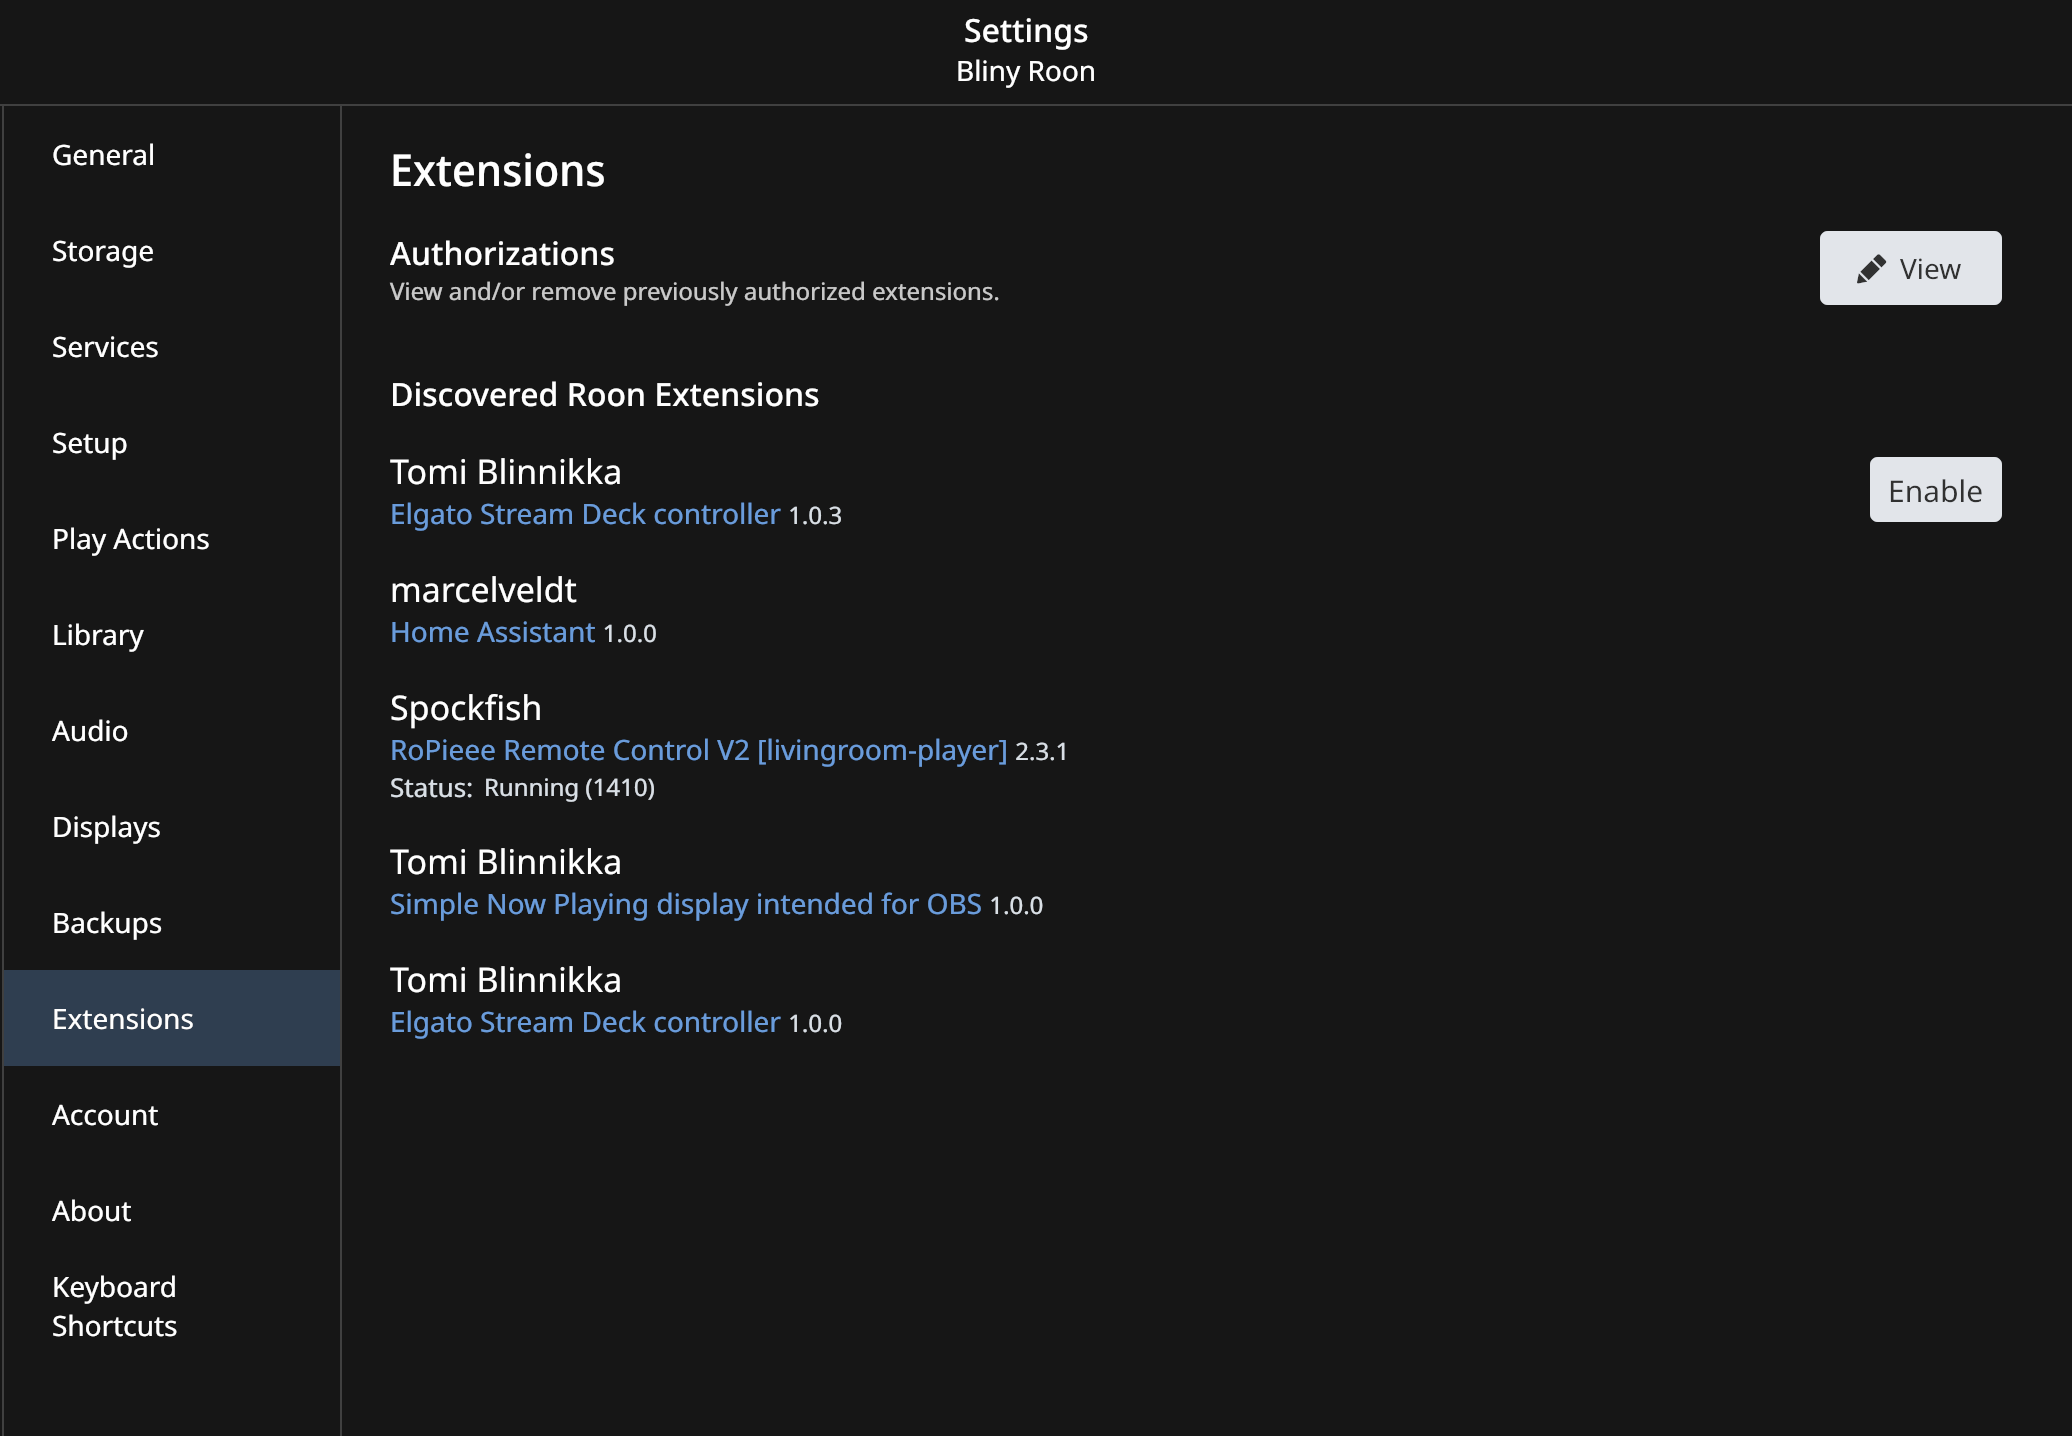 Settings
Bliny Roon
General
Storage
Services
Setup
Play Actions
Library
Audio
Displays
Backups
Extensions
Account
About
Keyboard
Shortcuts
Extensions
Authorizations
View and/or remove previously authorized extensions.
View
Discovered Roon Extensions
Tomi Blinnikka
Elgato Stream Deck controller 1.0.3
Enable
marcelveldt
Home Assistant 1.0.0
Spockfish
RoPieee Remote Control V2 [livingroom-player] 2.3.1
Status: Running (1410)
Tomi Blinnikka
Simple Now Playing display intended for OBS 1.0.0
Tomi Blinnikka
Elgato Stream Deck controller 1.0.0